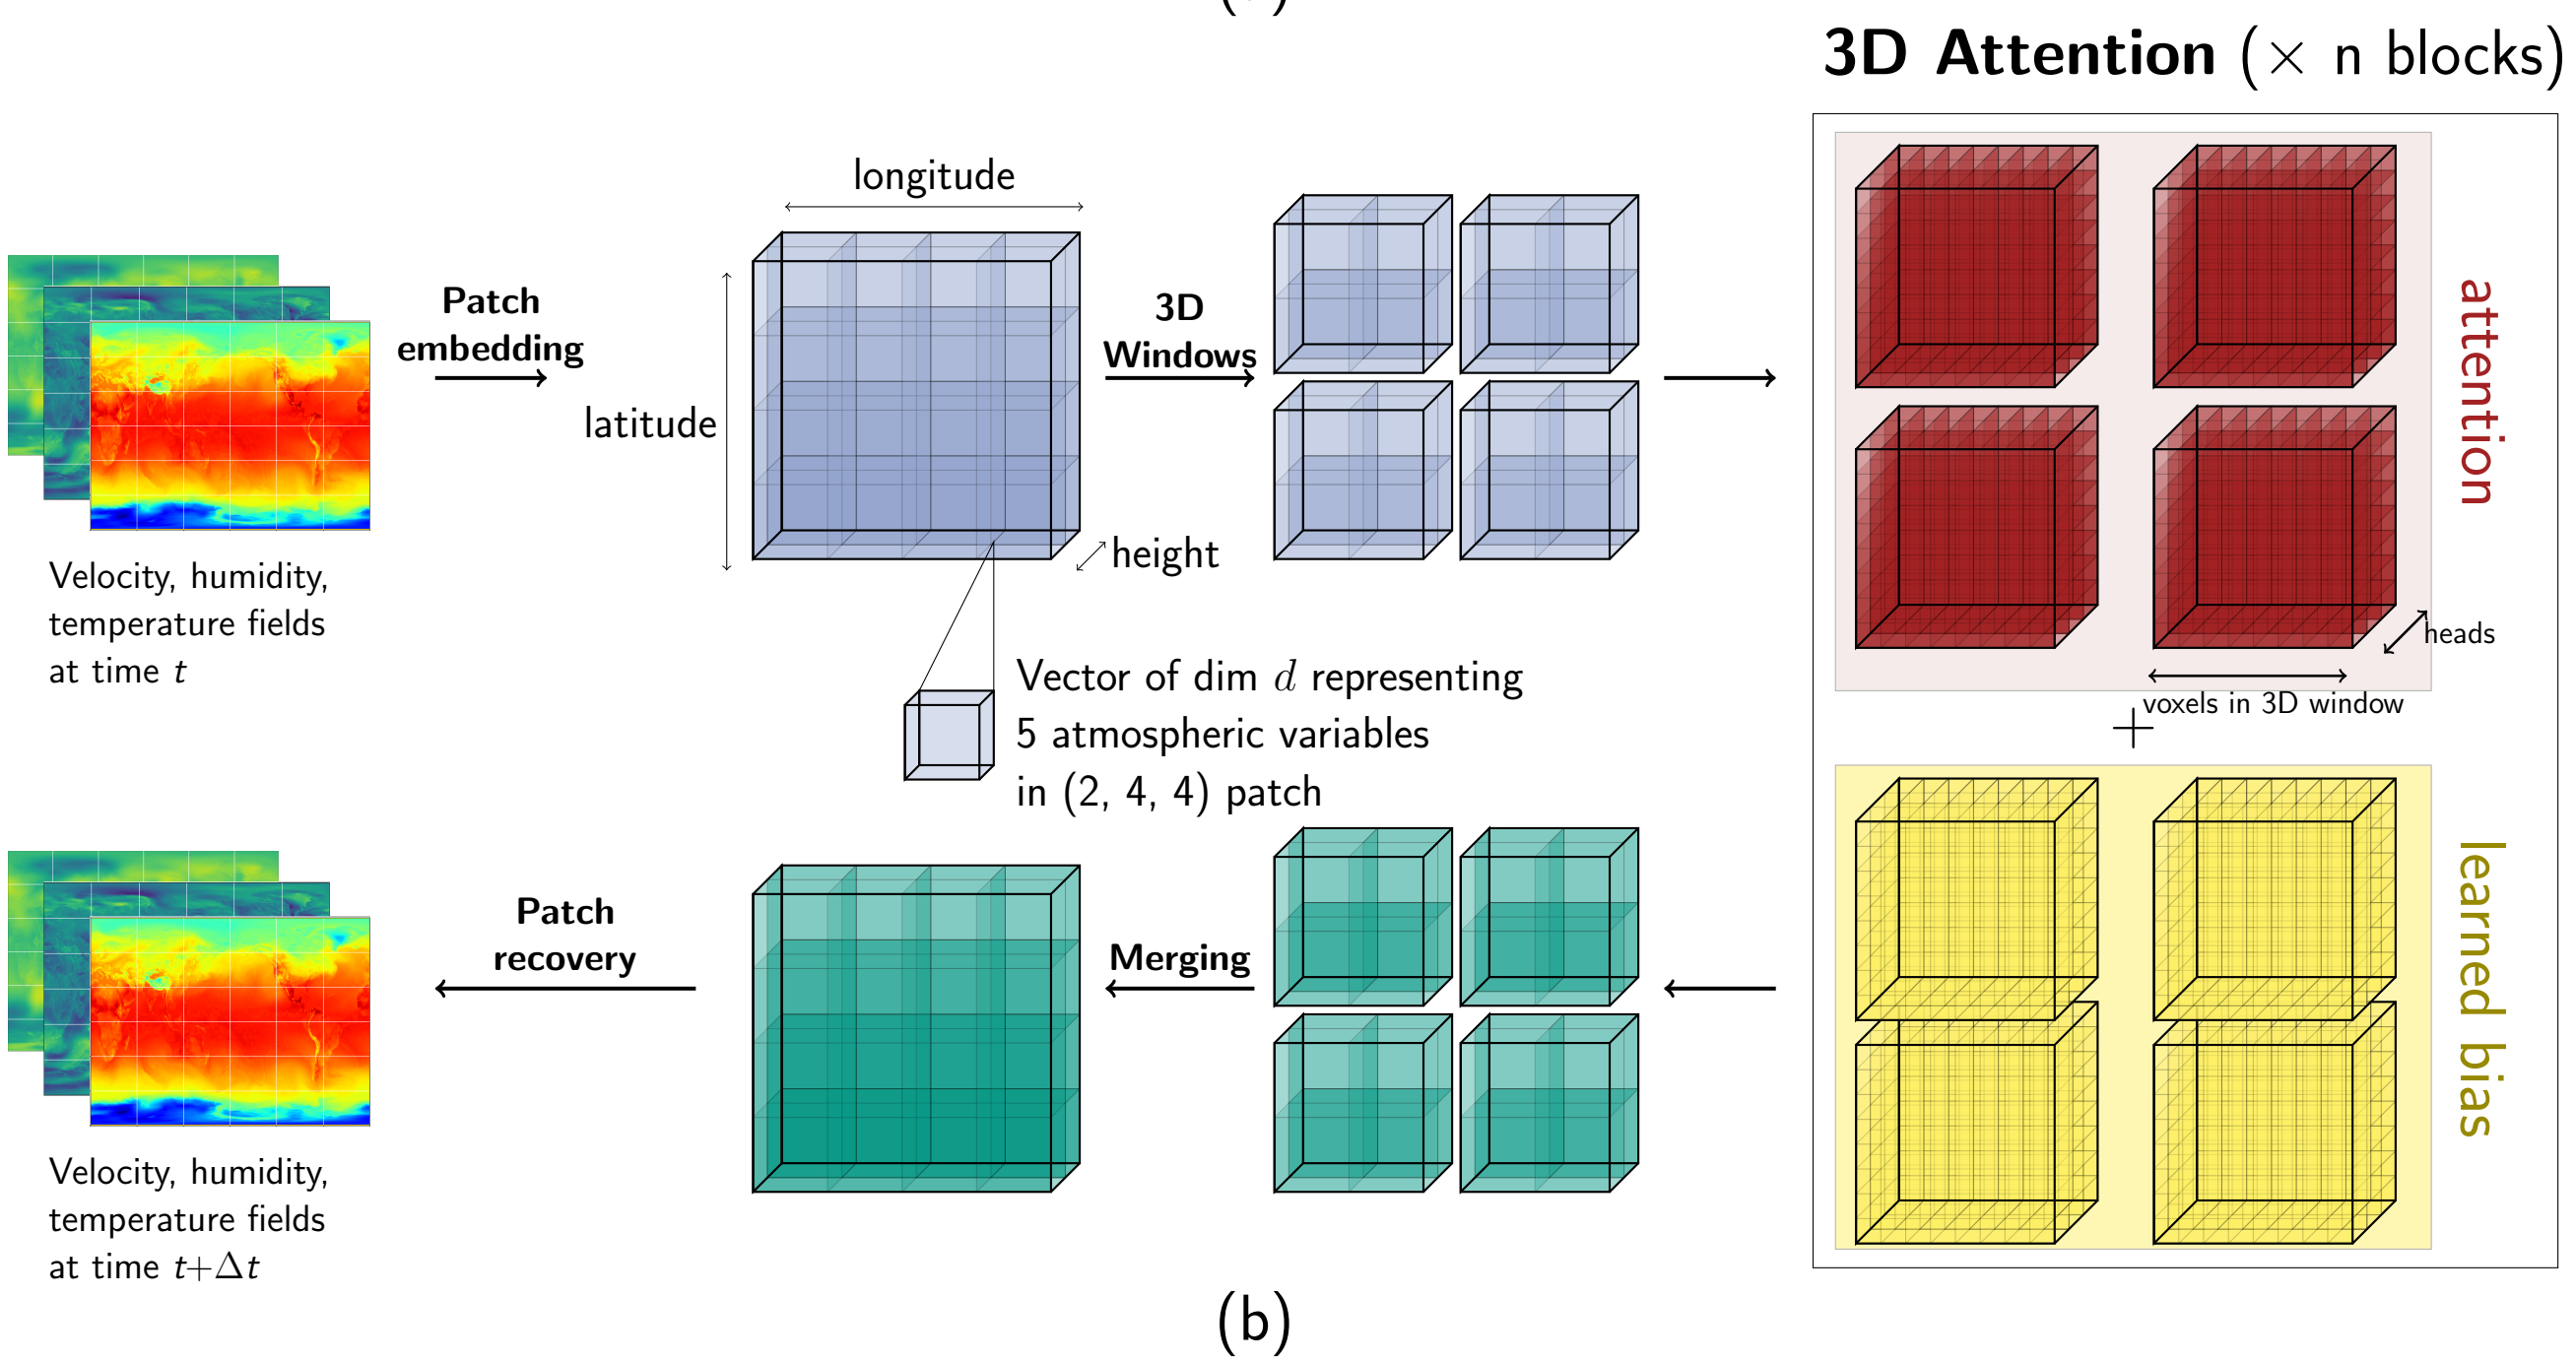 3D Attention (× n blocks)
longitude
Patch
embedding
3D
Windows
latitude
height
attention
Velocity, humidity,
temperature fields
at time t
heads
voxels in 3D window
+
Vector of dim d representing
5 atmospheric variables
in (2, 4, 4) patch
learned bias
Patch
recovery
Merging
Velocity, humidity,
temperature fields
at time t+Δt
(b)